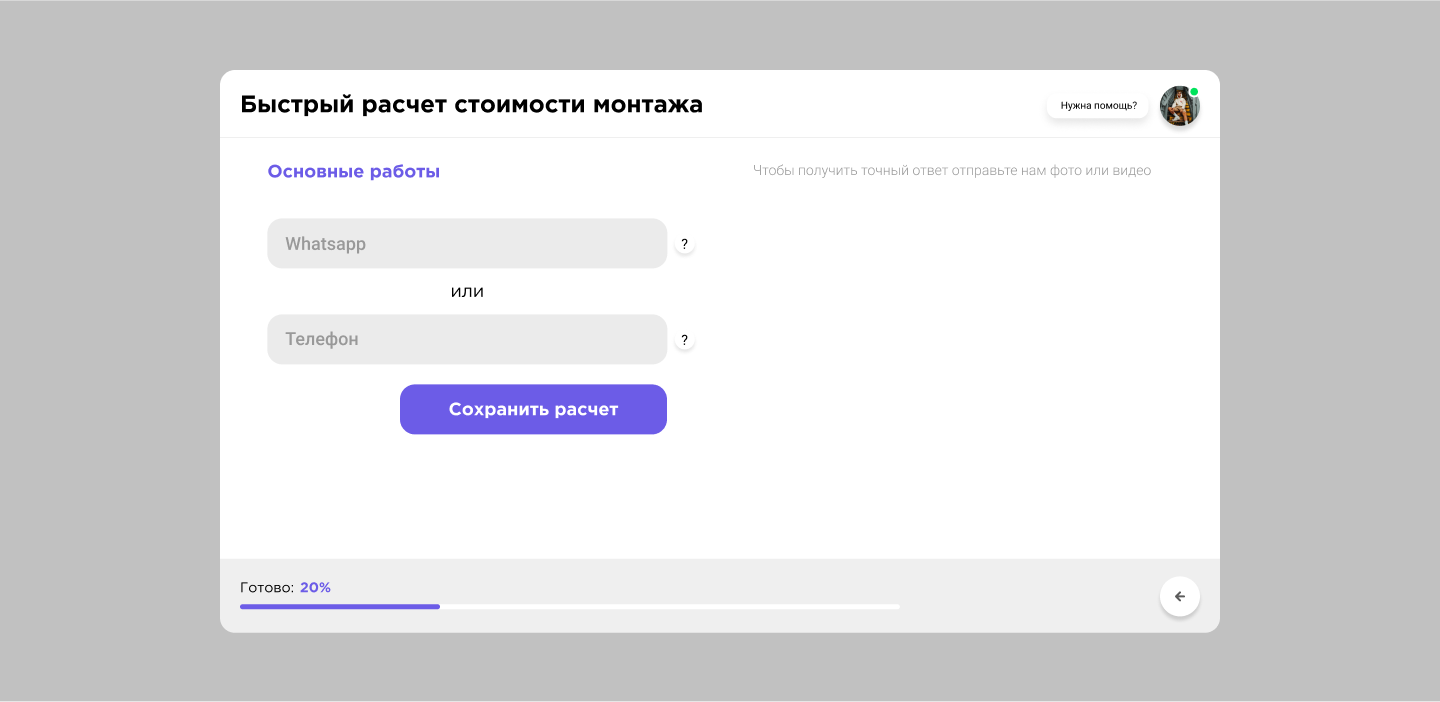 Быстрый расчет стоимости монтажа
Нужна помощь?
Основные работы
Чтобы получить точный ответ отправьте нам фото или видео
Whatsapp
?
или
Телефон
?
Сохранить расчет
Готово: 20%